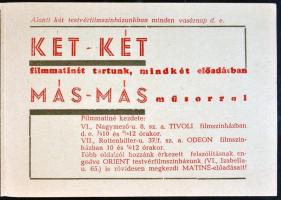 Alanti két testvérfilmszinházunkban minden vasárnap d. e.
KÉT-KÉT
filmmatinét tartunk, mindkét előadásban
MÁS-MÁS műsorral
Filmmatiné kezdete:
VI., Nagymező-u. 8. sz. a. TIVOLI filmszínházban
d. e. ½10 és ½12 órakor.
VII., Rottenbiller-u. 37/f. sz. a. ODEON filmszín-
házban 10 és ½12 órakor.
Több oldalról hozzánk érkezett felszólításnak en-
gedve ORIENT testvérfilmszinházunk (VI., Izabella-
u. 65.) is rövidesen megkezdi MATINÉ-előadásait!